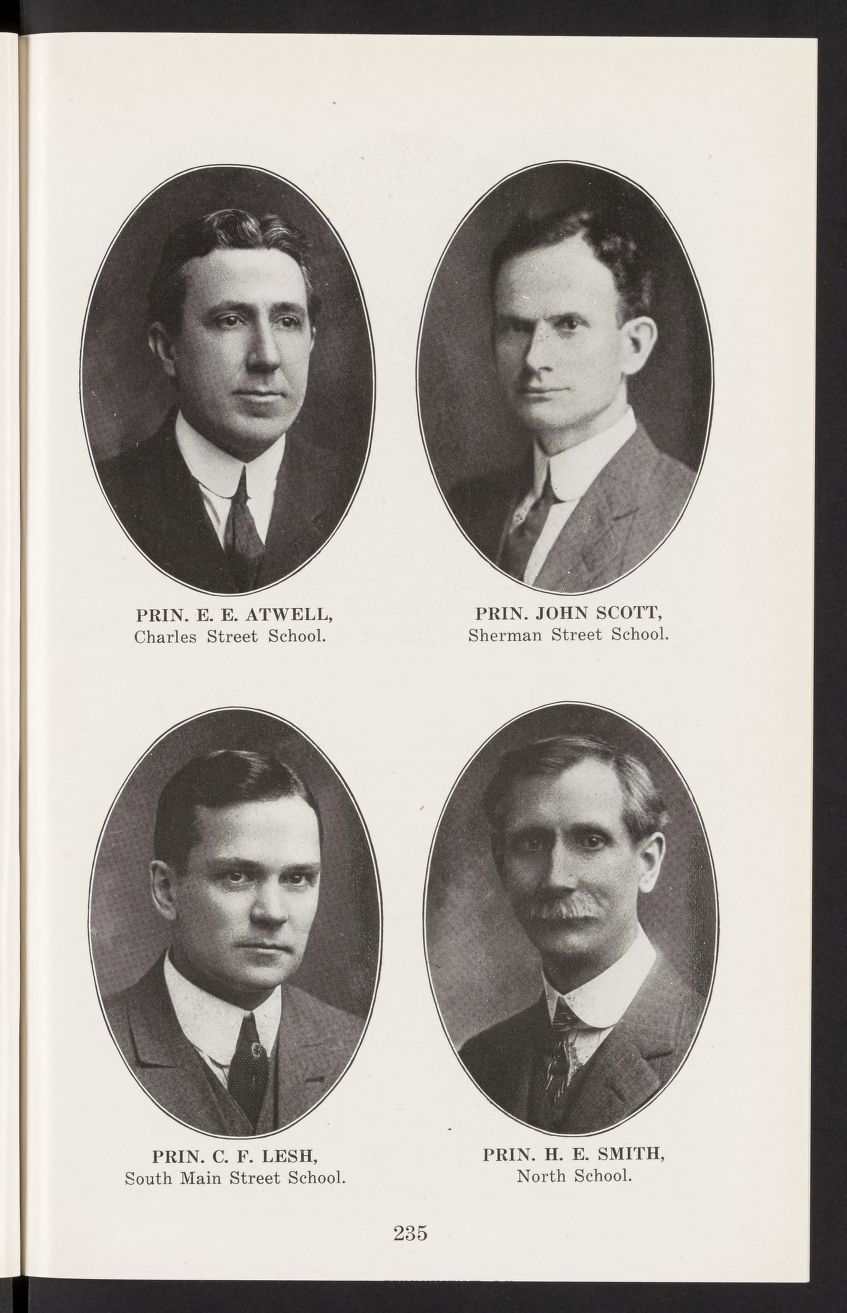 PRIN. E. E. ATWELL,
Charles Street School.
PRIN. JOHN SCOTT,
Sherman Street School.
PRIN. C. F. LESH,
South Main Street School.
PRIN. H. E. SMITH,
North School.
235